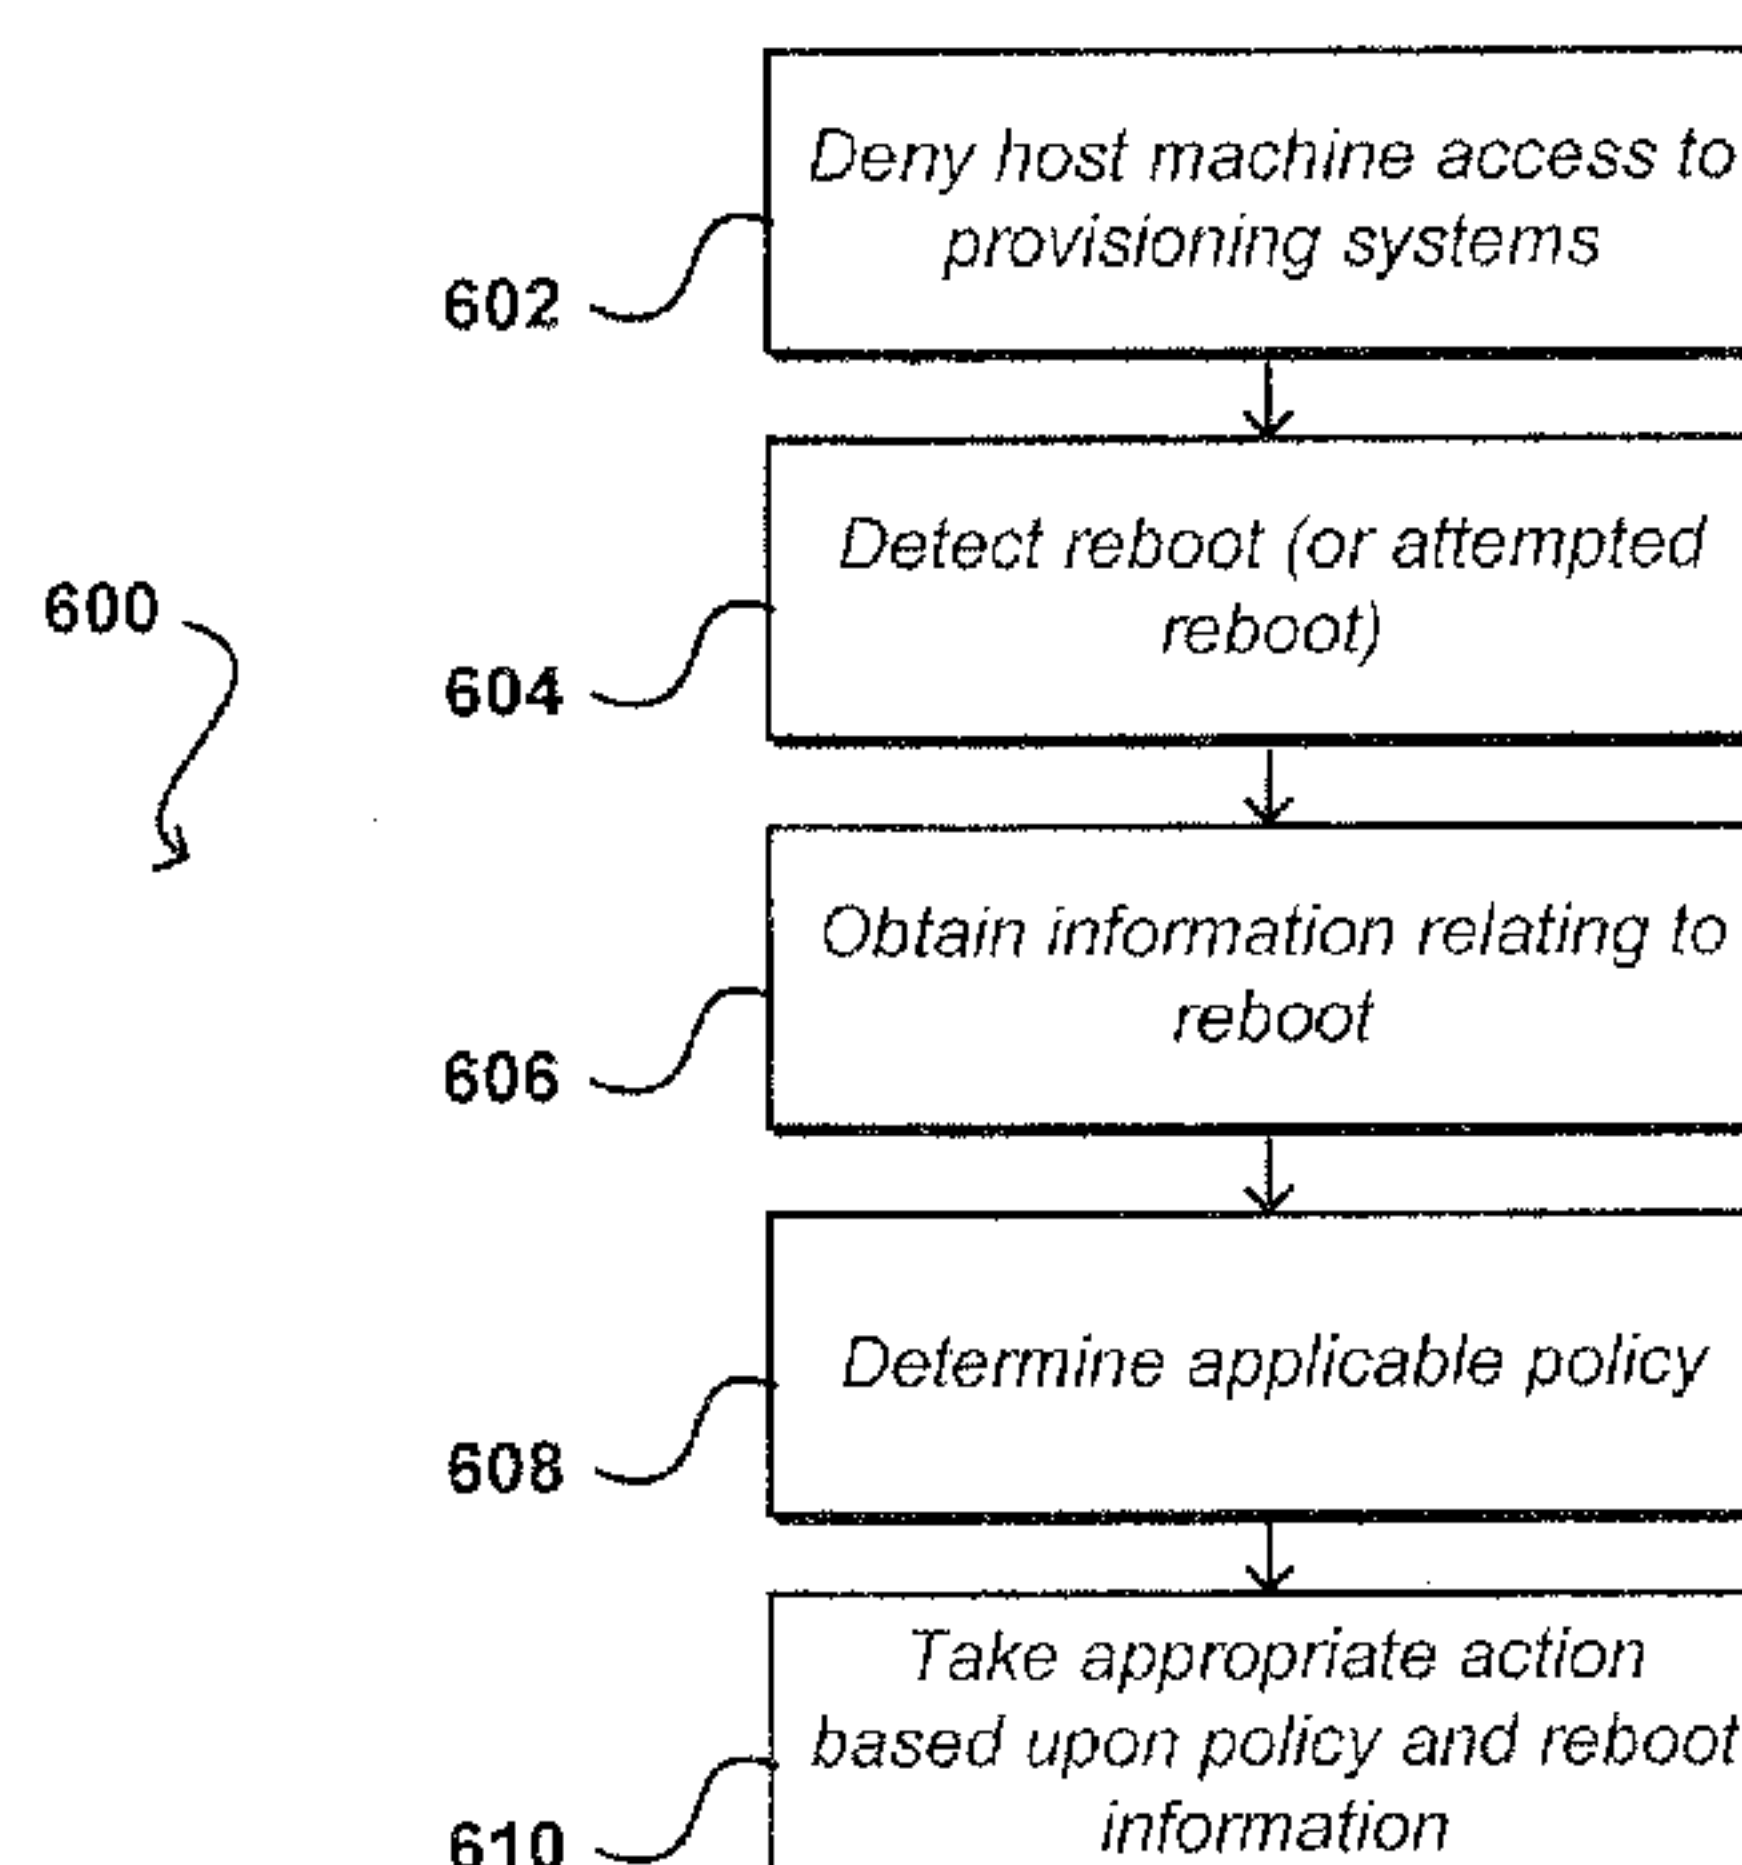 Deny host machine access to
provisioning systems
602
Detect reboot (or attempted
reboot)
600
604
Obtain information relating to
reboot
606
Determine applicable policy
608
Take appropriate action
based upon policy and reboot
information
610